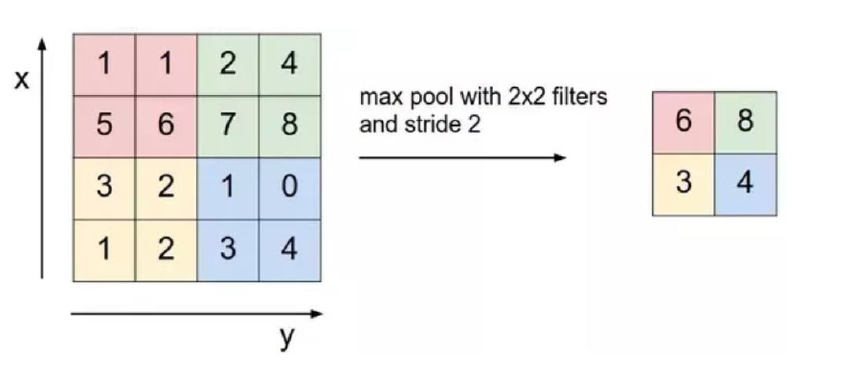 x
1 1 2 4
5 6 7 8
3 2 1 0
1 2 3 4
y
max pool with 2x2 filters
and stride 2
6 8
3 4